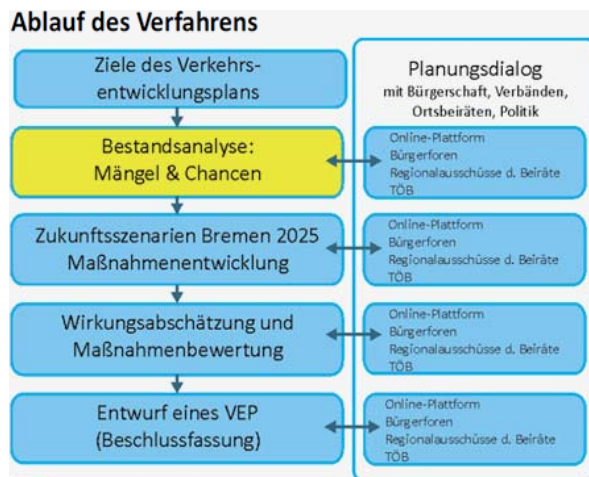 Ablauf des Verfahrens
Ziele des Verkehrs-
entwicklungsplans
Bestandsanalyse:
Mängel & Chancen
Zukunftsszenarien Bremen 2025
Maßnahmenentwicklung
Wirkungsabschätzung und
Maßnahmenbewertung
Entwurf eines VEP
(Beschlussfassung)
Planungsdialog
mit Bürgerschaft, Verbänden,
Ortsbeiräten, Politik
Online-Plattform
Bürgerforen
Regionalausschüsse d. Beiräte
TÖB
Online-Plattform
Bürgerforen
Regionalausschüsse d. Beiräte
TÖB
Online-Plattform
Bürgerforen
Regionalausschüsse d. Beiräte
TÖB
Online-Plattform
Bürgerforen
Regionalausschüsse d. Beiräte
TÖB